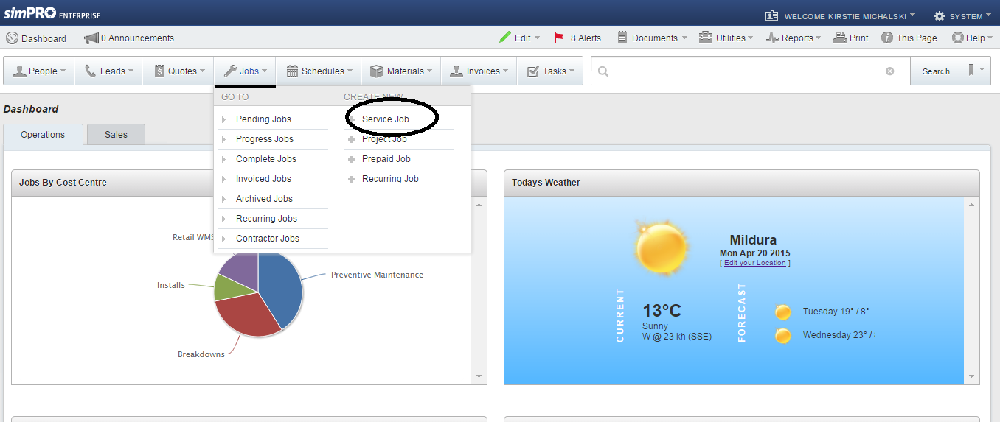 simPRO ENTERPRISE
WELCOME KIRSTIE MICHALSKI
SYSTEM
Dashboard
0 Announcements
Edit
8 Alerts
Documents
Utilities
Reports
Print
This Page
Help
People
Leads
Quotes
Jobs
Schedules
Materials
Invoices
Tasks
Search
GO TO
Pending Jobs
Progress Jobs
Complete Jobs
Invoiced Jobs
Archived Jobs
Recurring Jobs
Contractor Jobs
CREATE NEW
Service Job
Project Job
Prepaid Job
Recurring Job
Dashboard
Operations
Sales
Jobs By Cost Centre
Retail WMS
Installs
Preventive Maintenance
Breakdowns
Todays Weather
Mildura
Mon Apr 20 2015
[ Edit your Location ]
CURRENT
13°C
Sunny
W @ 23 kh (SSE)
FORECAST
Tuesday 19° / 8°
Wednesday 23° /